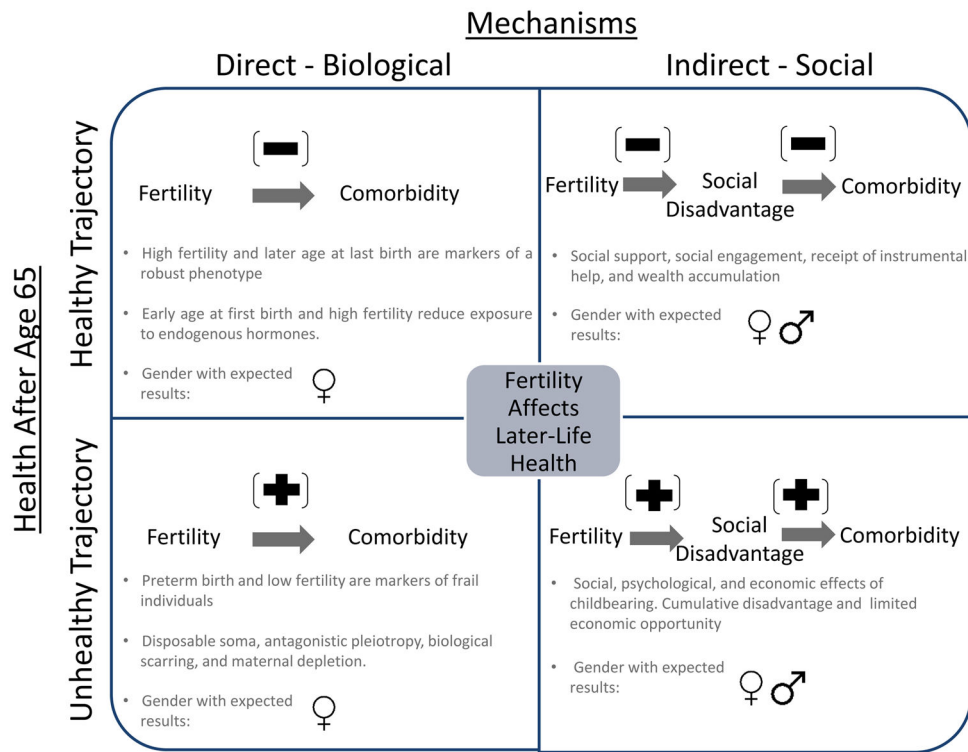 Mechanisms
Direct - Biological
Indirect - Social
Health After Age 65
Healthy Trajectory
Fertility
Comorbidity
• High fertility and later age at last birth are markers of a
robust phenotype
• Early age at first birth and high fertility reduce exposure
to endogenous hormones.
• Gender with expected
results: ♀
Fertility
Social
Disadvantage
Comorbidity
• Social support, social engagement, receipt of instrumental
help, and wealth accumulation
• Gender with expected
results: ♀ ♂
Fertility
Affects
Later-Life
Health
Unhealthy Trajectory
Fertility
Comorbidity
• Preterm birth and low fertility are markers of frail
individuals
• Disposable soma, antagonistic pleiotropy, biological
scarring, and maternal depletion.
• Gender with expected
results: ♀
Fertility
Social
Disadvantage
Comorbidity
• Social, psychological, and economic effects of
childbearing. Cumulative disadvantage and limited
economic opportunity
• Gender with expected
results: ♀ ♂